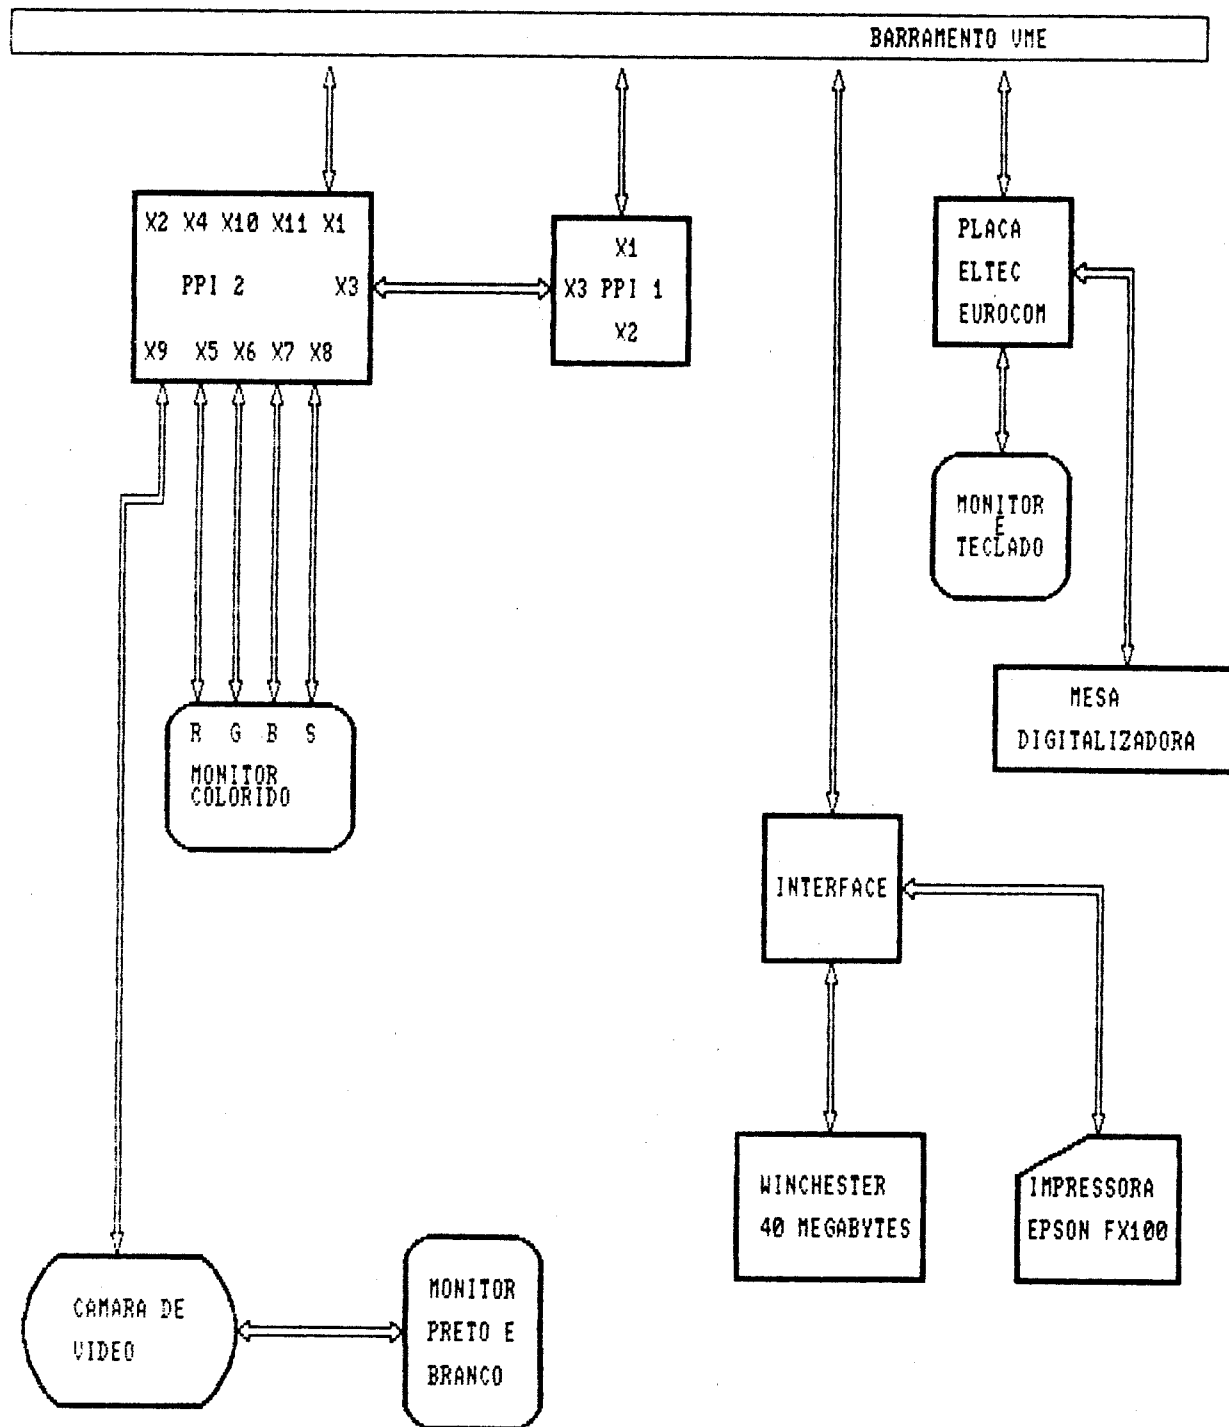 BARRAMENTO VME
X2 X4 X10 X11 X1
PPI 2 X3
X9 X5 X6 X7 X8
X1
X3 PPI 1
X2
PLACA
ELTEC
EUROCOM
MONITOR
E
TECLADO
MESA
DIGITALIZADORA
R G B S
MONITOR
COLORIDO
INTERFACE
WINCHESTER
40 MEGABYTES
IMPRESSORA
EPSON FX100
CAMARA DE
VIDEO
MONITOR
PRETO E
BRANCO